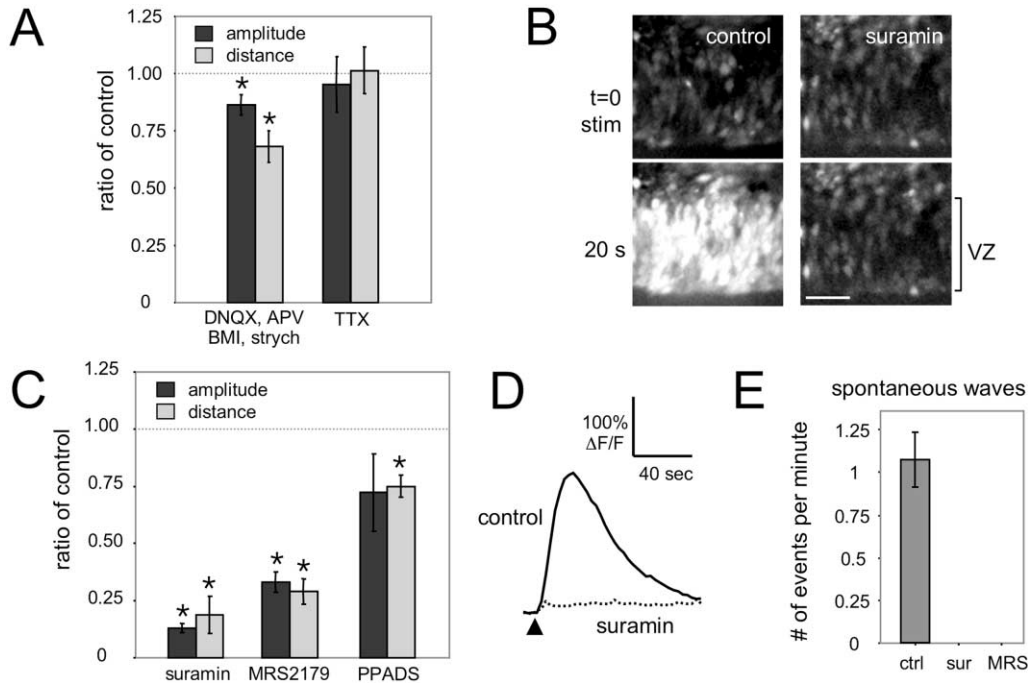 A
1.25
1.00
0.75
0.50
0.25
0
ratio of control
amplitude
distance
*
*
DNQX, APV
BMI, strych
TTX
B
control
suramin
t=0
stim
20 s
VZ
C
1.25
1.00
0.75
0.50
0.25
0
ratio of control
amplitude
distance
*
*
*
*
*
suramin
MRS2179
PPADS
D
100%
ΔF/F
40 sec
control
suramin
E
spontaneous waves
# of events per minute
1.25
1
0.75
0.5
0.25
0
ctrl
sur
MRS